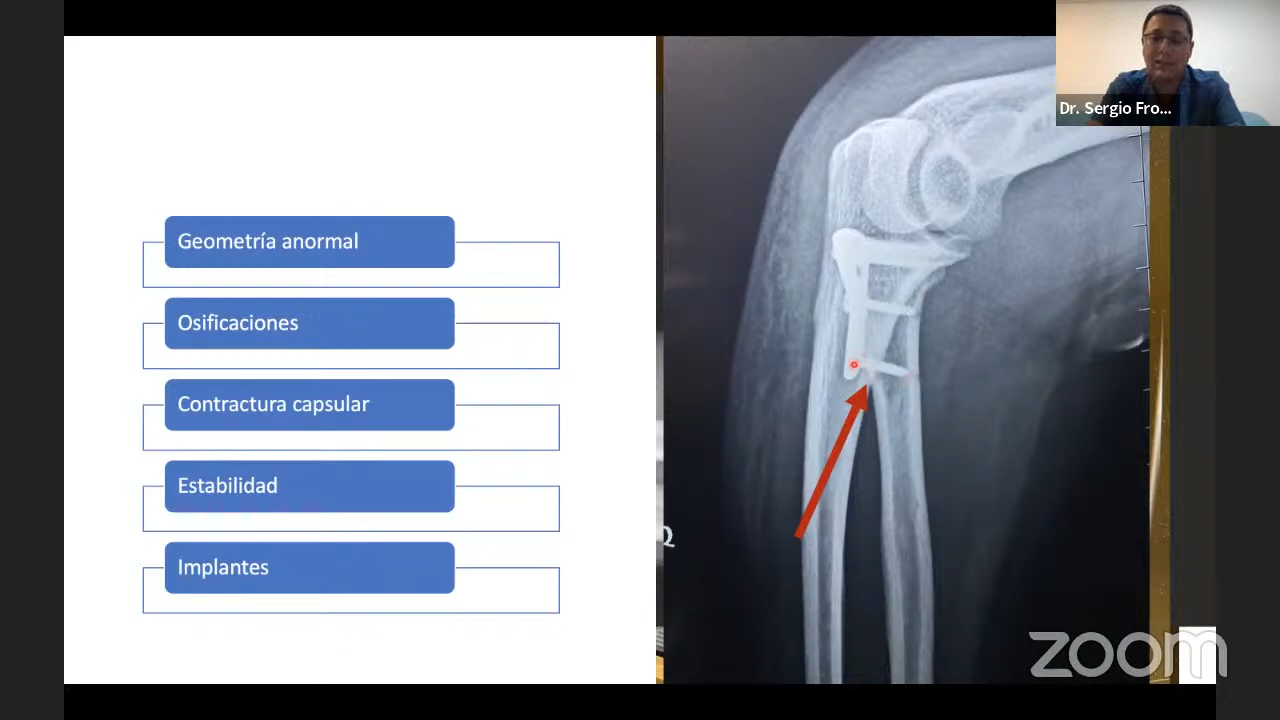 Dr. Sergio Fro...
Geometría anormal
Osificaciones
Contractura capsular
Estabilidad
Implantes
zoom